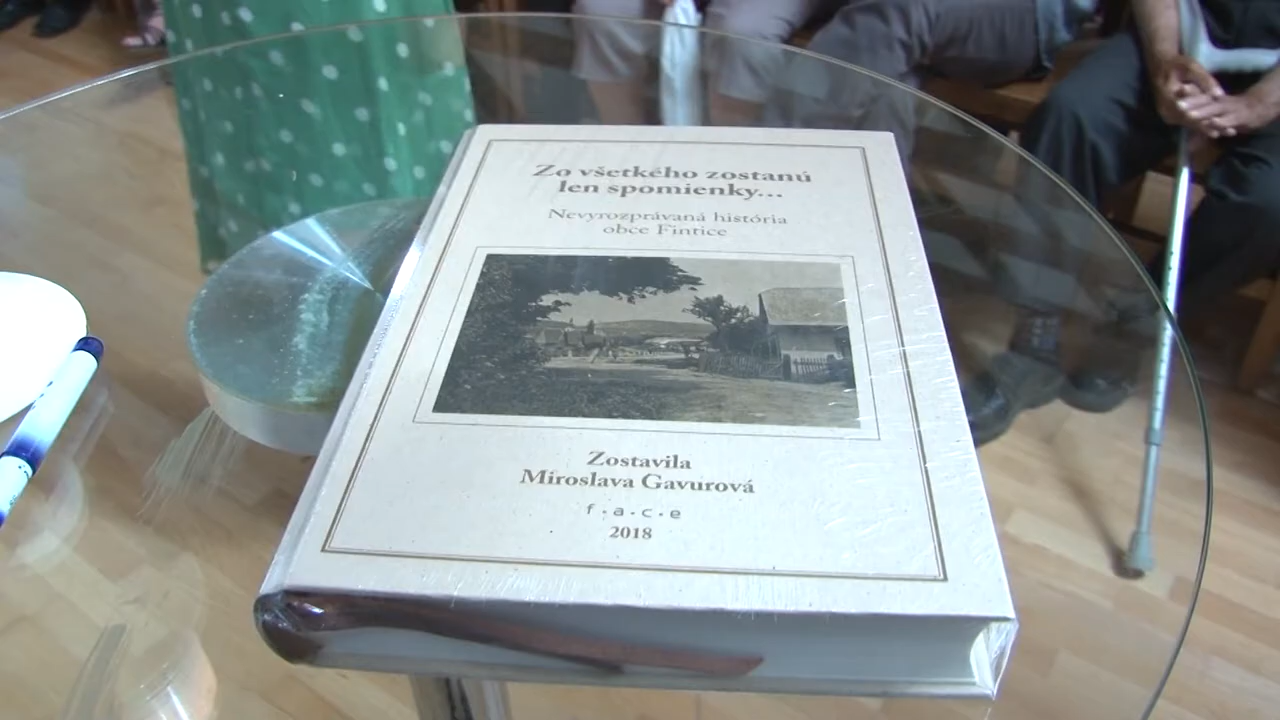 Zo všetkého zostanú
len spomienky...
Nevyrozprávaná história
obce Fintice
Zostavila
Miroslava Gavurová
f·a·c·e
2018